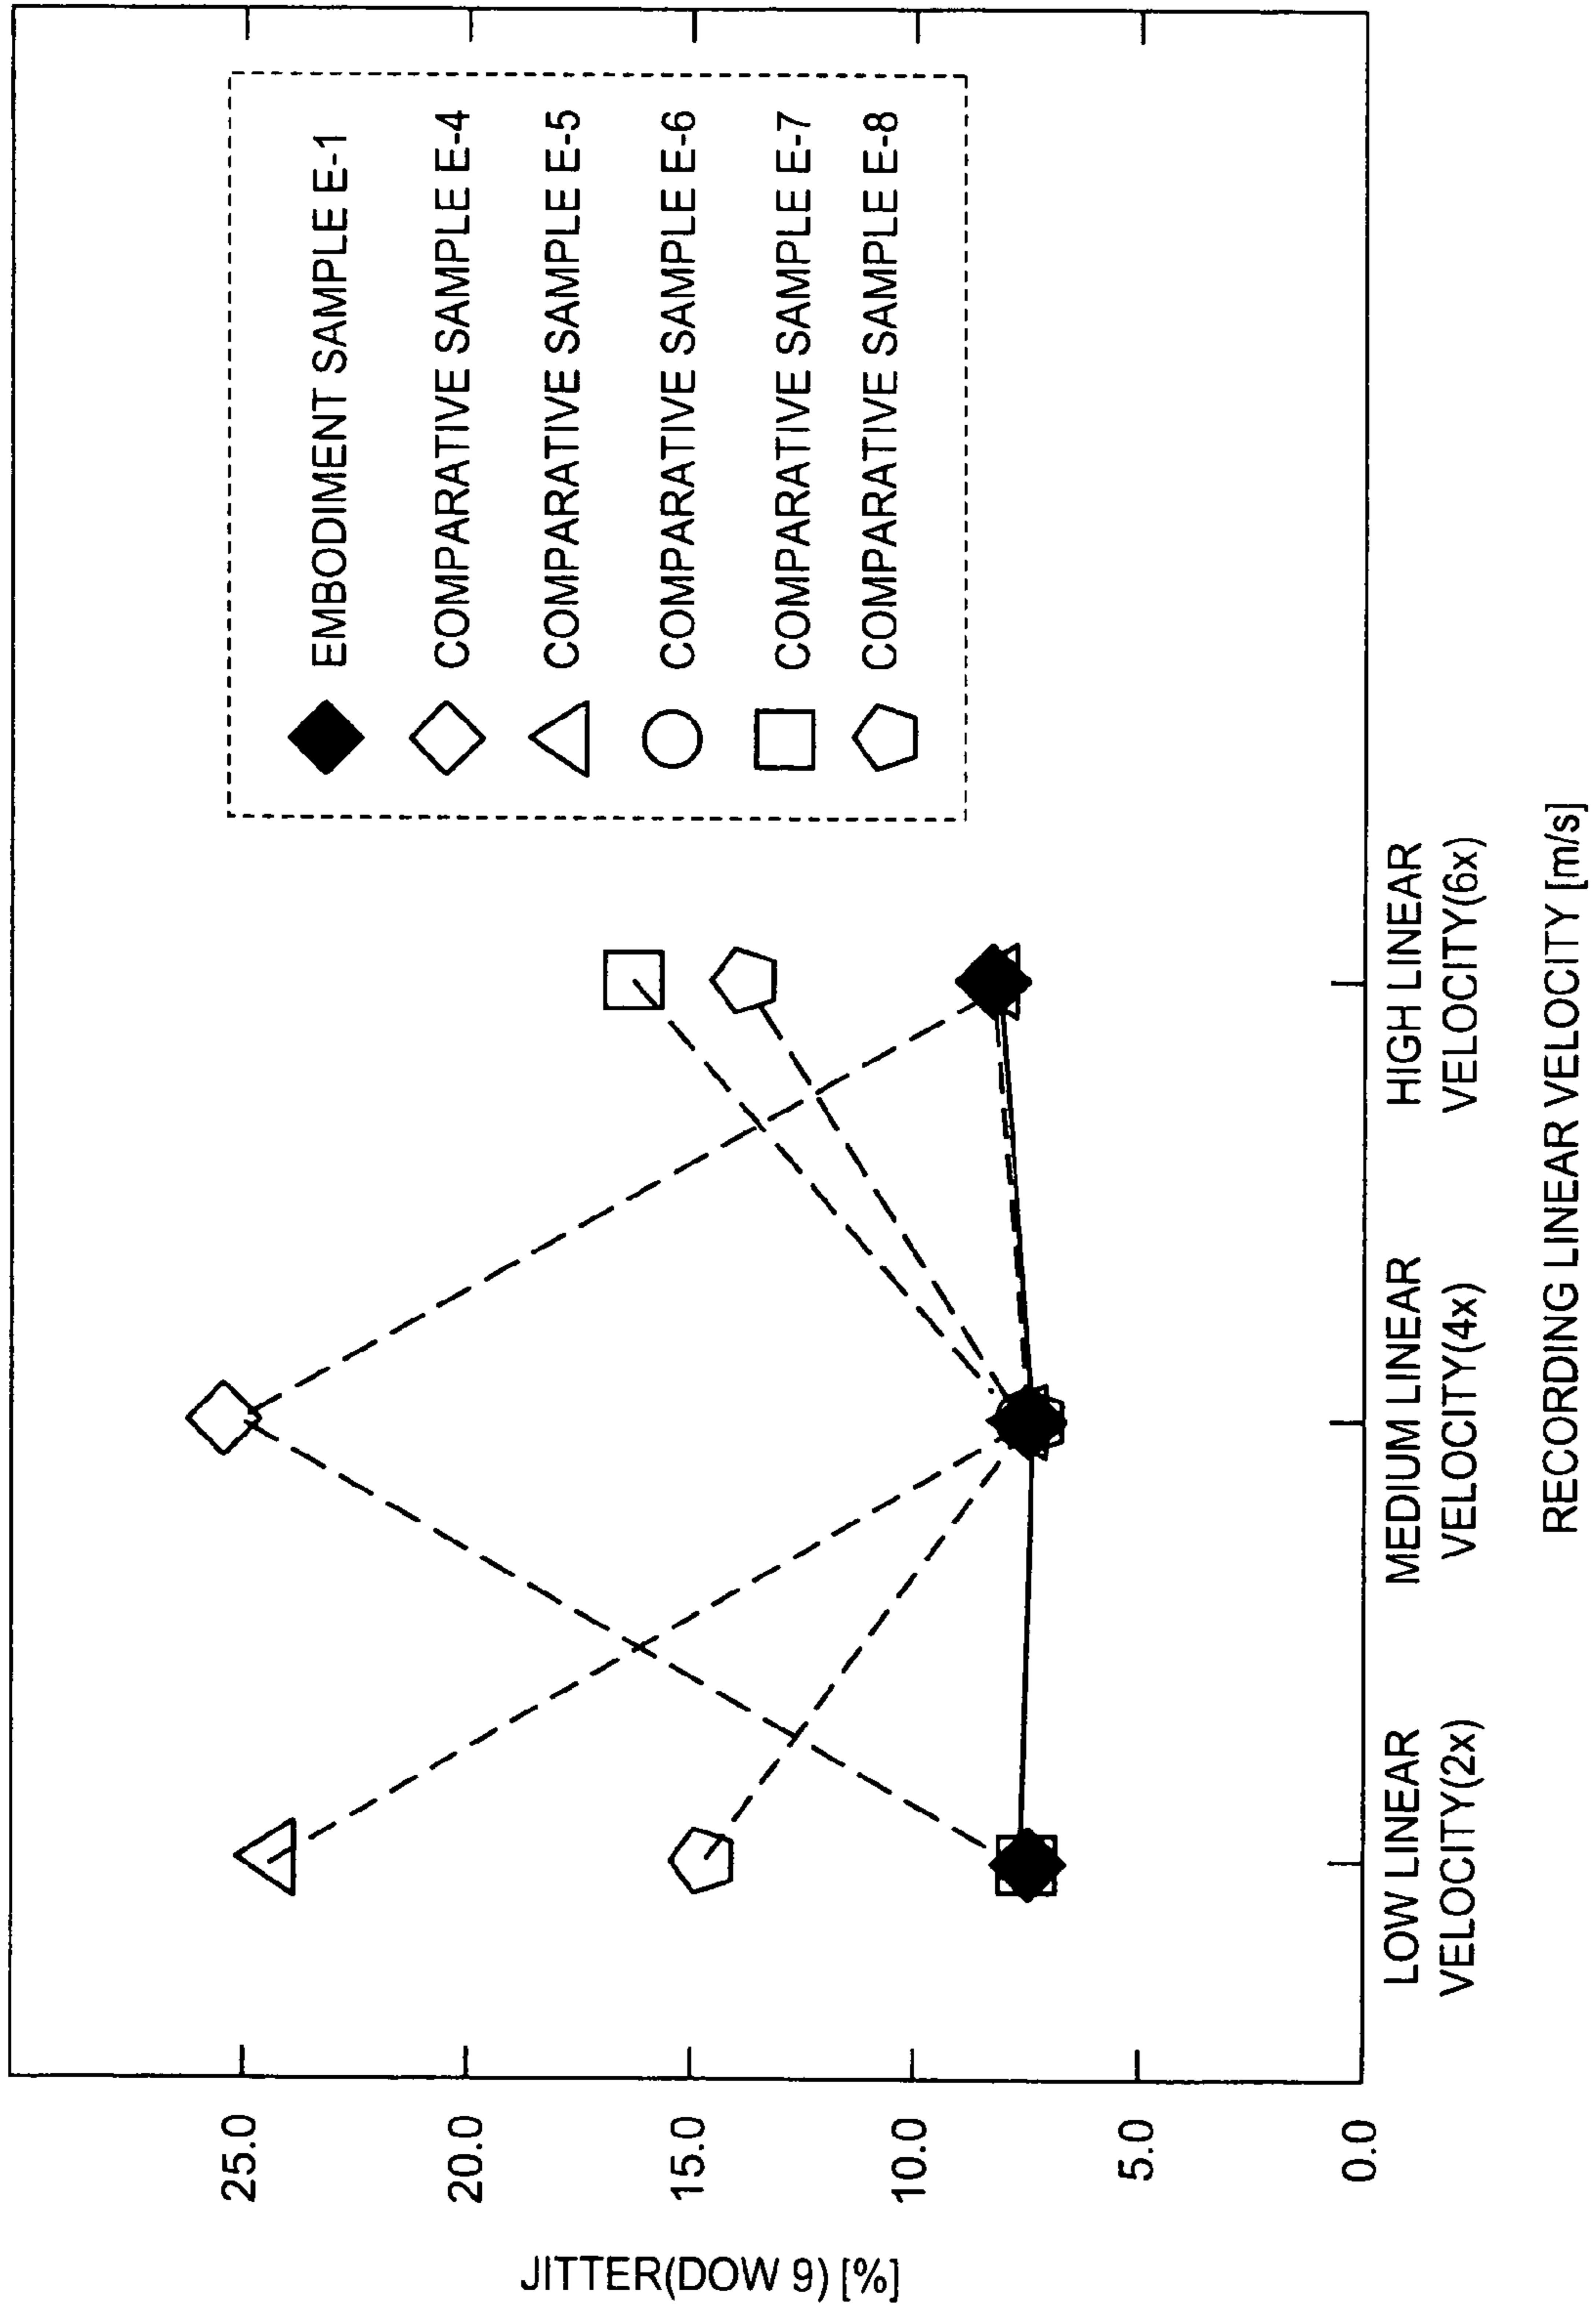 JITTER(DOW 9) [%]
25.0
20.0
15.0
10.0
5.0
0.0
EMBODIMENT SAMPLE E-1
COMPARATIVE SAMPLE E-4
COMPARATIVE SAMPLE E-5
COMPARATIVE SAMPLE E-6
COMPARATIVE SAMPLE E-7
COMPARATIVE SAMPLE E-8
LOW LINEAR
VELOCITY(2x)
MEDIUM LINEAR
VELOCITY(4x)
HIGH LINEAR
VELOCITY(6x)
RECORDING LINEAR VELOCITY [m/s]